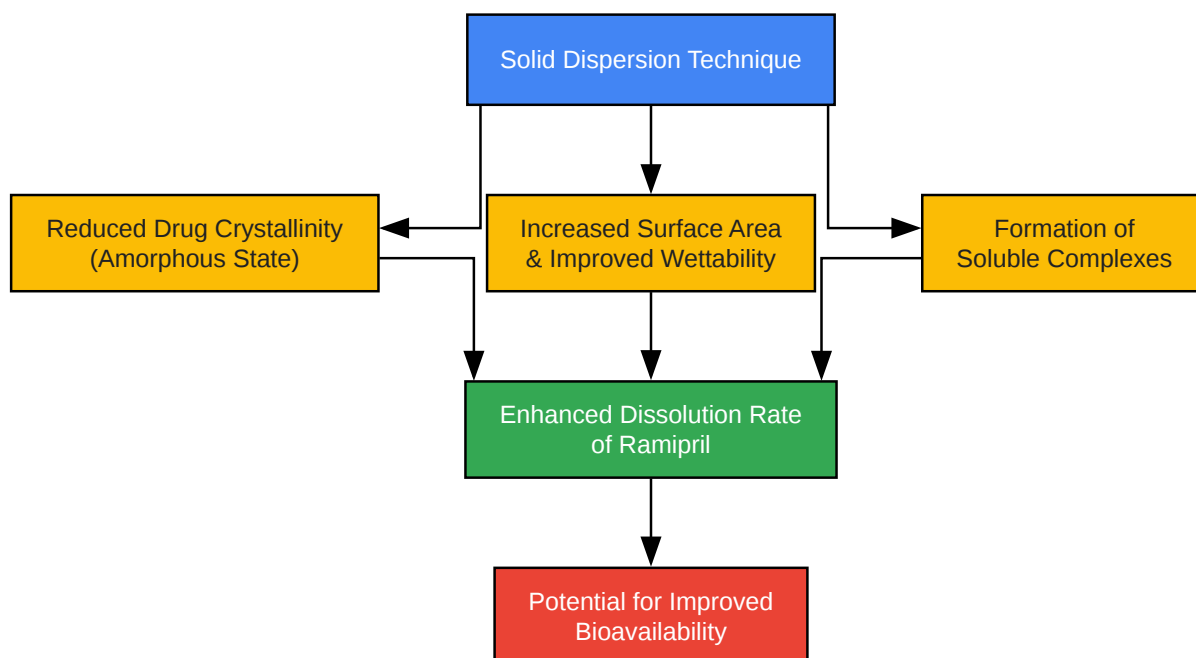 Solid Dispersion Technique
Reduced Drug Crystallinity
(Amorphous State)
Increased Surface Area
& Improved Wettability
Formation of
Soluble Complexes
Enhanced Dissolution Rate
of Ramipril
Potential for Improved
Bioavailability